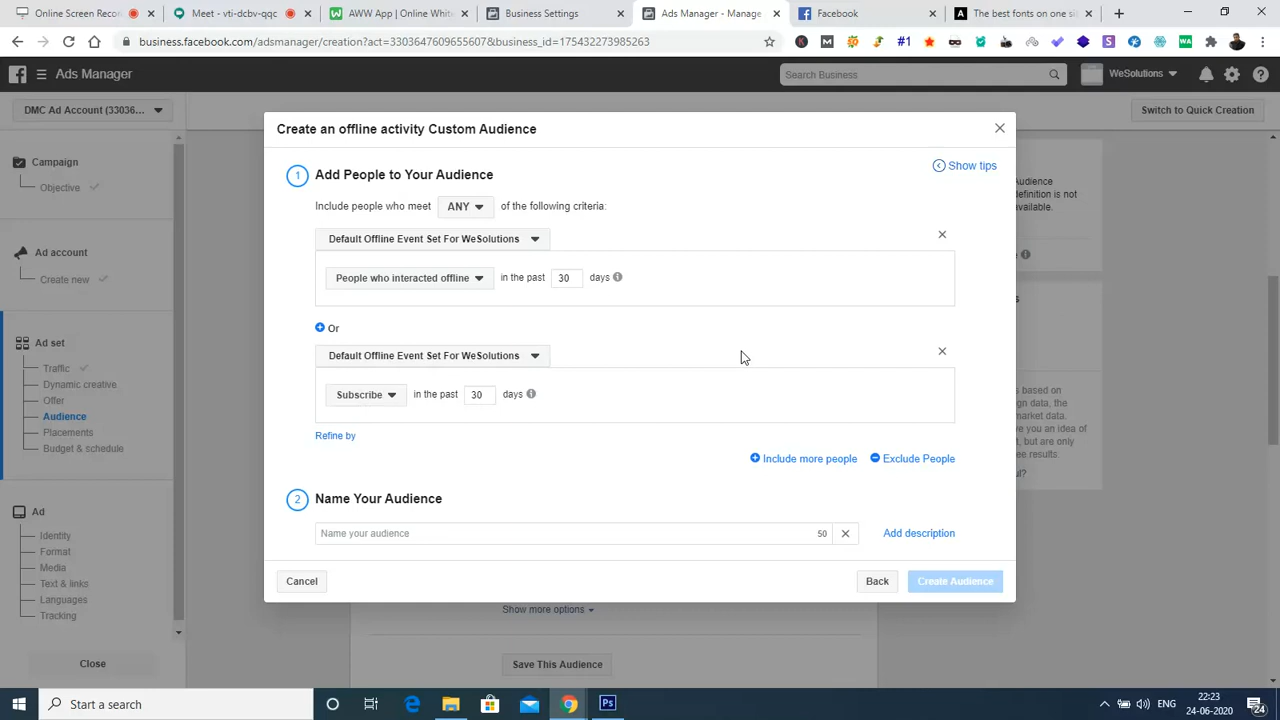 Online Screen Recor
Meet - vti-dcbv-qqc
AWW App | Online White
Business Settings
Ads Manager - Manage
Facebook
The best fonts on one si
business.facebook.com/adsmanager/creation?act=3303647609655607&business_id=175432273985263
#1
Ads Manager
Search Business
WeSolutions
DMC Ad Account (33036...
Switch to Quick Creation
Campaign
Objective
Ad account
Create new
Ad set
Traffic
Dynamic creative.
Offer
Audience
Placements
Budget & schedule
Ad
Identity
Format
Media
Text & links
Languages
Tracking
Close
Create an offline activity Custom Audience
Show tips
1 Add People to Your Audience
Include people who meet ANY of the following criteria:
Default Offline Event Set For WeSolutions
People who interacted offline in the past 30 days
Or
Default Offline Event Set For WeSolutions
Subscribe in the past 30 days
Refine by
Include more people Exclude People
2 Name Your Audience
Name your audience 50 Add description
Cancel Back Create Audience
Audience
definition is not
available.
s based on
gn data, the
market data.
ve you an idea of
t, but are only
ee results.
ul?
Show more options
Save This Audience
Start a search
Ps
ENG
22:23
24-06-2020
24